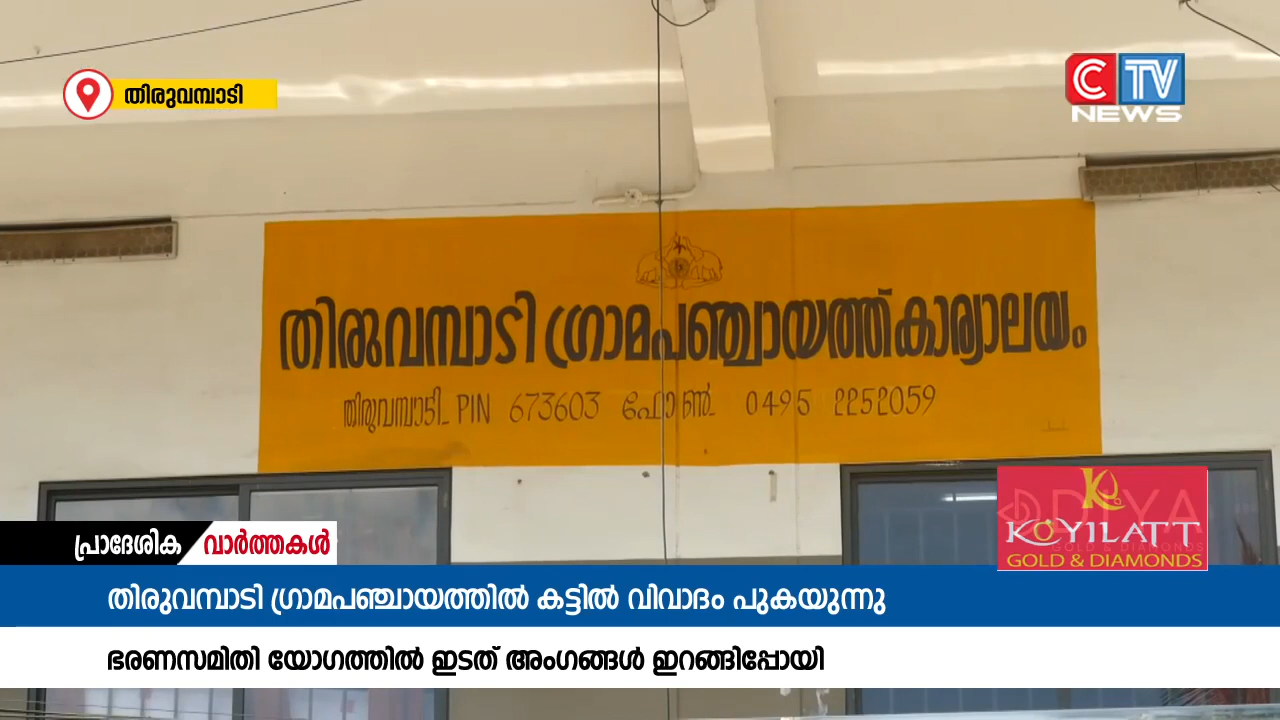 തിരുവമ്പാടി
CTV
NEWS
തിരുവമ്പാടി ഗ്രാമപഞ്ചായത്ത് കാര്യാലയം
തിരുവമ്പാടി_ PIN 673603 ഫോൺ_ 0495 2252059
KOYILATT
GOLD & DIAMONDS
പ്രാദേശിക വാർത്തകൾ
തിരുവമ്പാടി ഗ്രാമപഞ്ചായത്തിൽ കട്ടിൽ വിവാദം പുകയുന്നു
ഭരണസമിതി യോഗത്തിൽ ഇടത് അംഗങ്ങൾ ഇറങ്ങിപ്പോയി